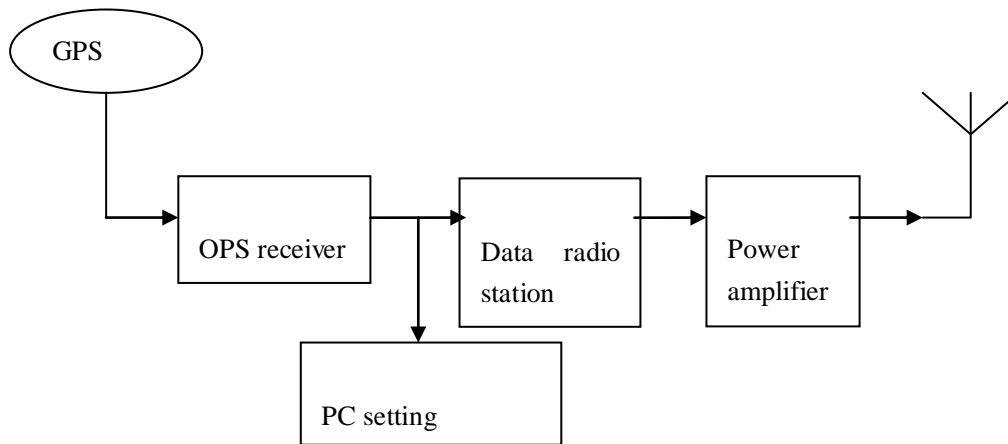 GPS
OPS receiver
Data radio
station
Power
amplifier
PC setting